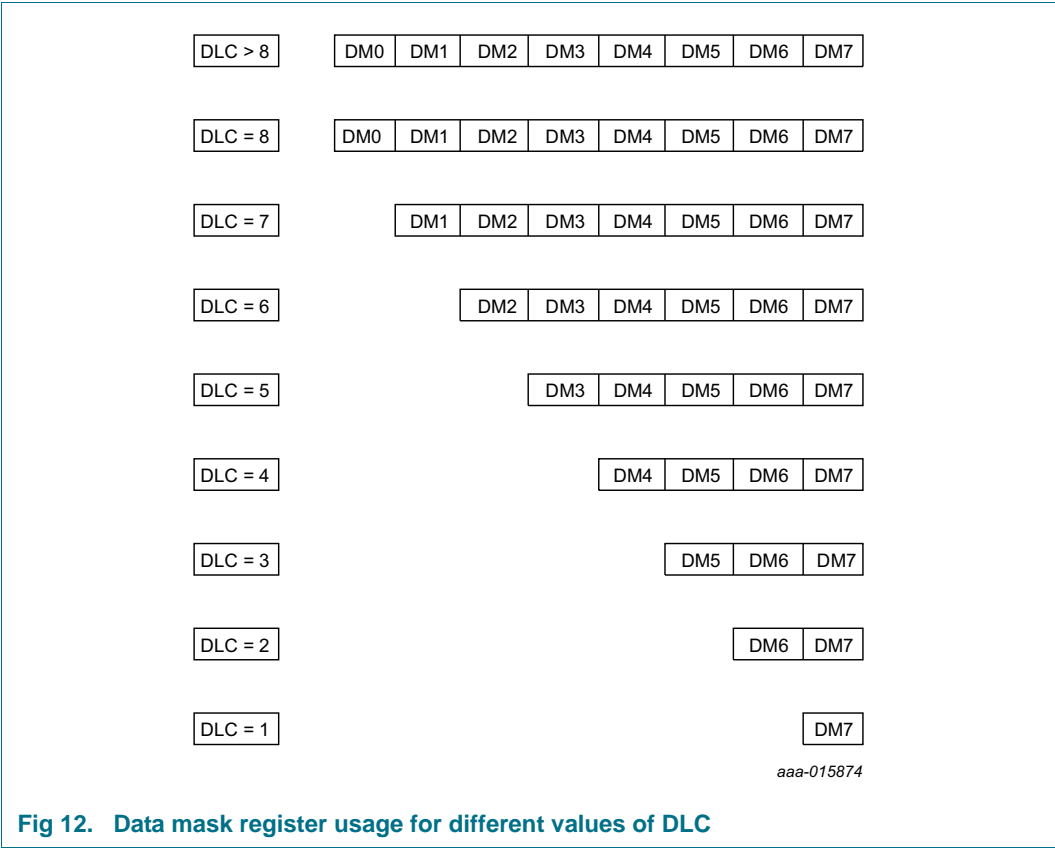 DLC > 8 DM0 DM1 DM2 DM3 DM4 DM5 DM6 DM7
DLC = 8 DM0 DM1 DM2 DM3 DM4 DM5 DM6 DM7
DLC = 7 DM1 DM2 DM3 DM4 DM5 DM6 DM7
DLC = 6 DM2 DM3 DM4 DM5 DM6 DM7
DLC = 5 DM3 DM4 DM5 DM6 DM7
DLC = 4 DM4 DM5 DM6 DM7
DLC = 3 DM5 DM6 DM7
DLC = 2 DM6 DM7
DLC = 1 DM7
aaa-015874
Fig 12. Data mask register usage for different values of DLC